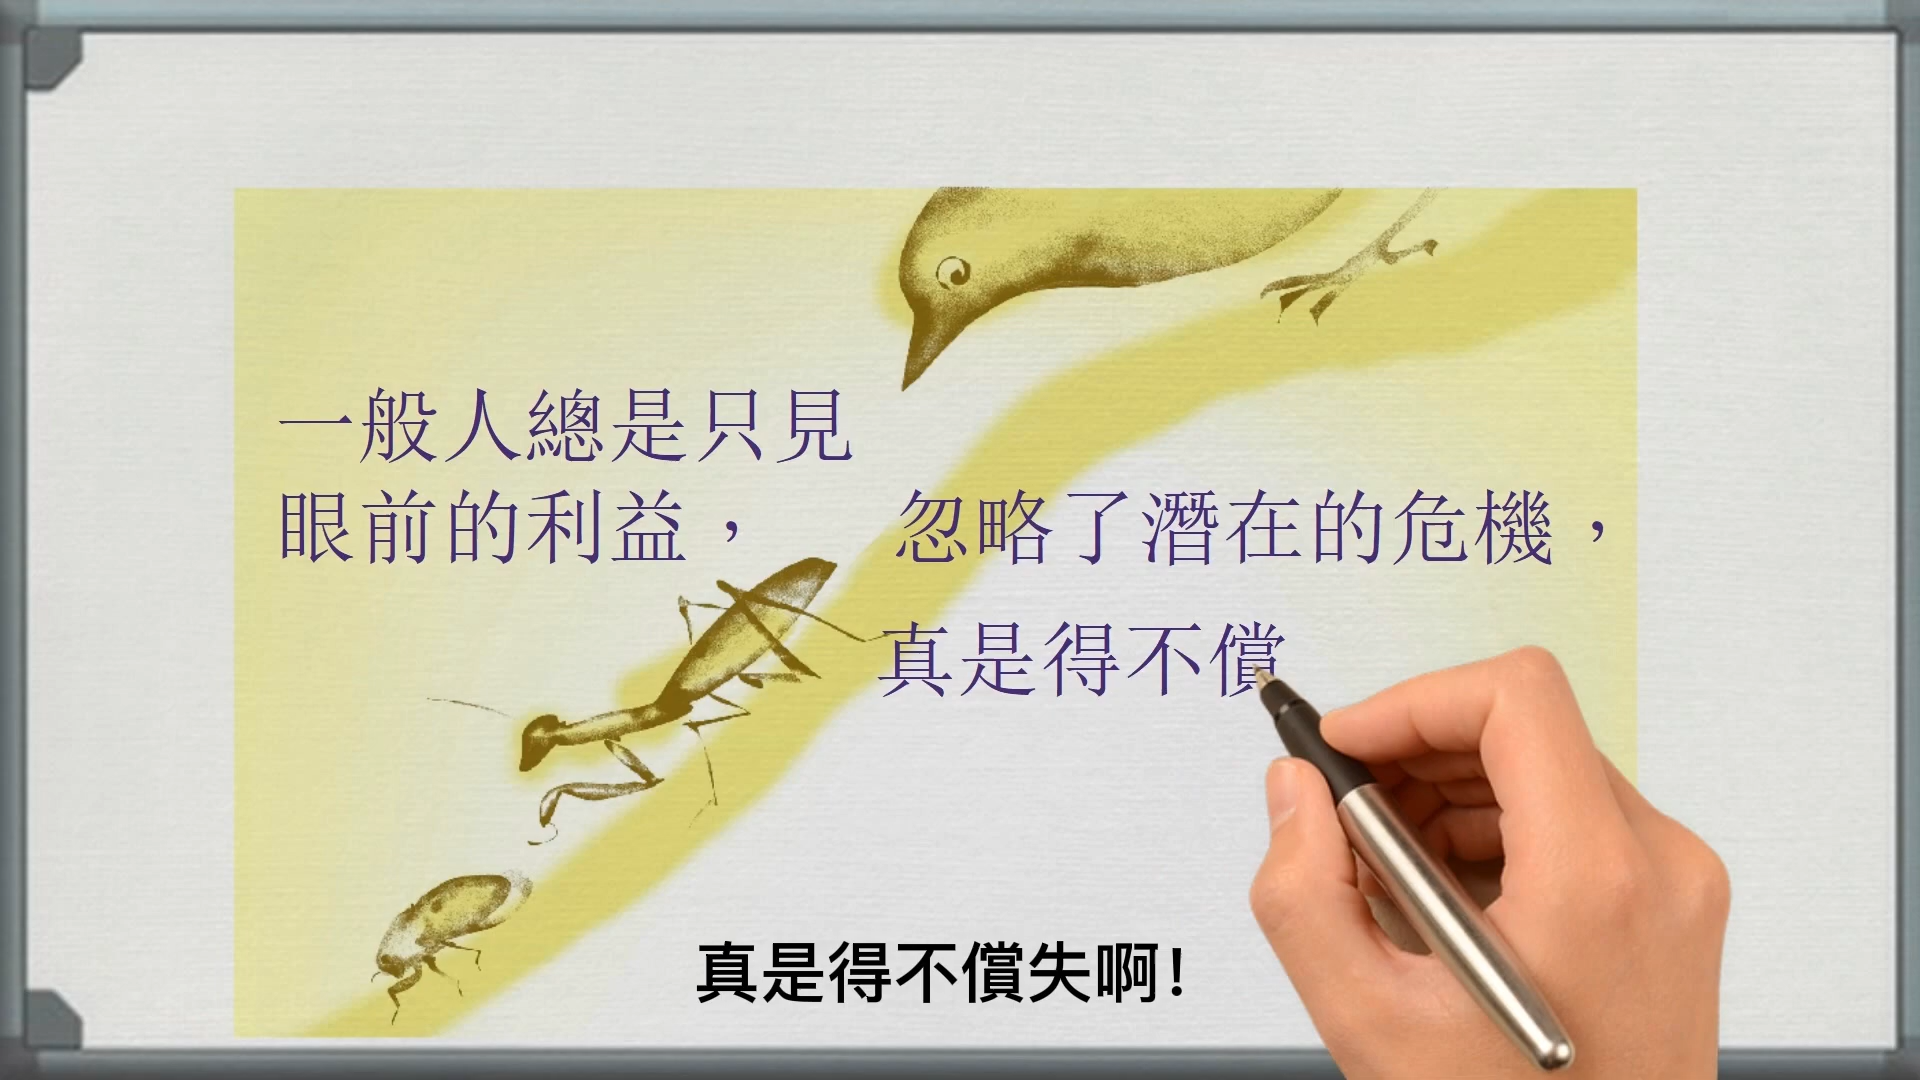 一般人總是只見
眼前的利益，
忽略了潛在的危機，
真是得不償
真是得不償失啊！